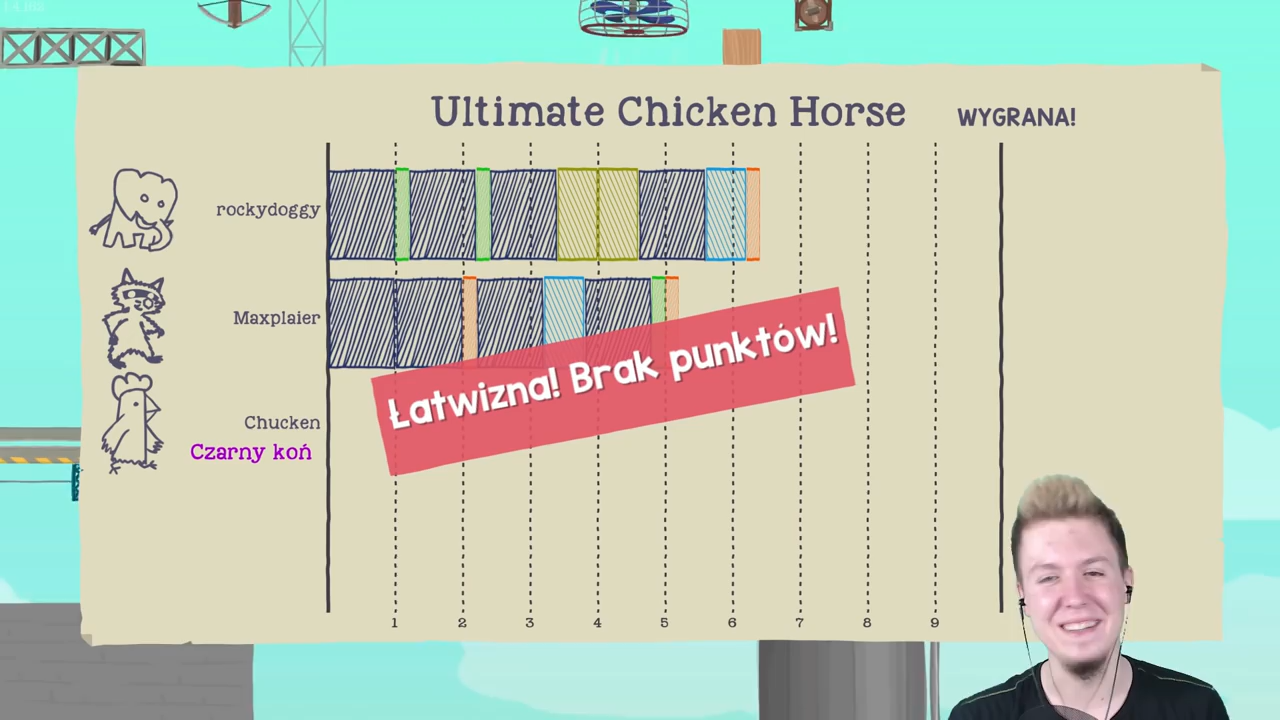 Ultimate Chicken Horse
WYGRANA!
rockydoggy
Maxplaier
Łatwizna! Brak punktów!
Chucken
Czarny koń
1 2 3 4 5 6 7 8 9